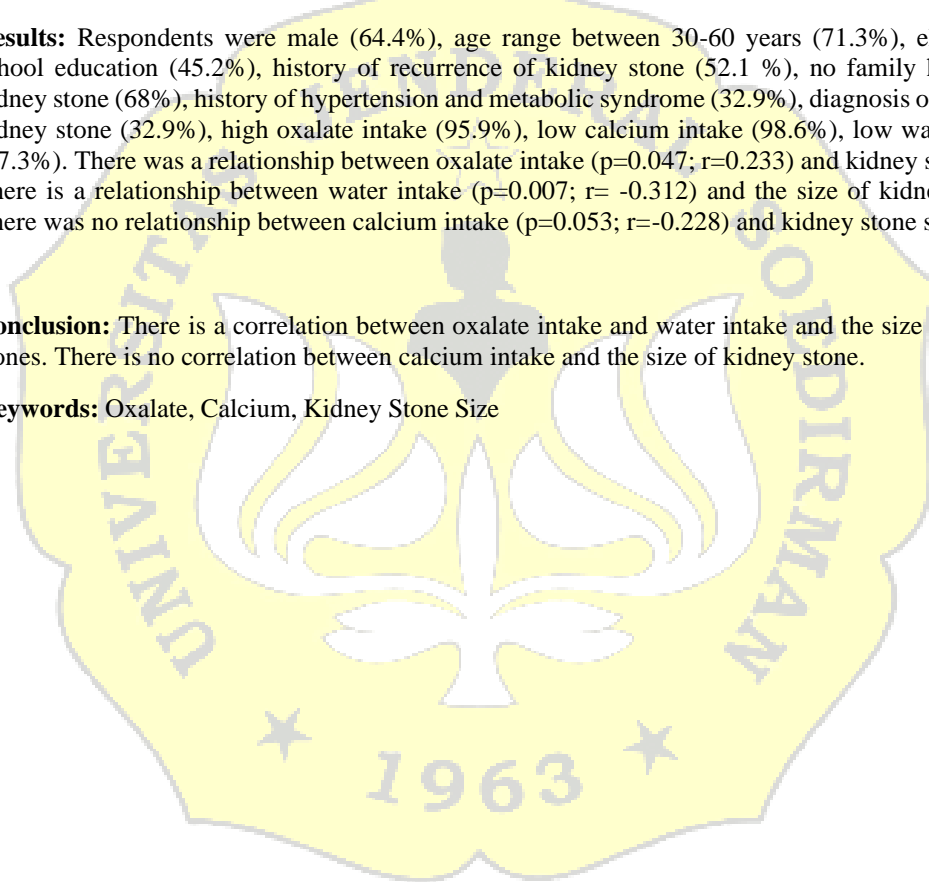 esults: Respondents were male (64.4%), age range between 30-60 years (71.3%), e
hool education (45.2%), history of recurrence of kidney stone (52.1 %), no family h
dney stone (68%), history of hypertension and metabolic syndrome (32.9%), diagnosis o
dney stone (32.9%), high oxalate intake (95.9%), low calcium intake (98.6%), low wa
7.3%). There was a relationship between oxalate intake (p=0.047; r=0.233) and kidney s
here is a relationship between water intake (p=0.007; r= -0.312) and the size of kidne
here was no relationship between calcium intake (p=0.053; r=-0.228) and kidney stone s
onclusion: There is a correlation between oxalate intake and water intake and the size
ones. There is no correlation between calcium intake and the size of kidney stone.
eywords: Oxalate, Calcium, Kidney Stone Size
UNIVERSITAS JENDERAL SOEDIRMAN
1963